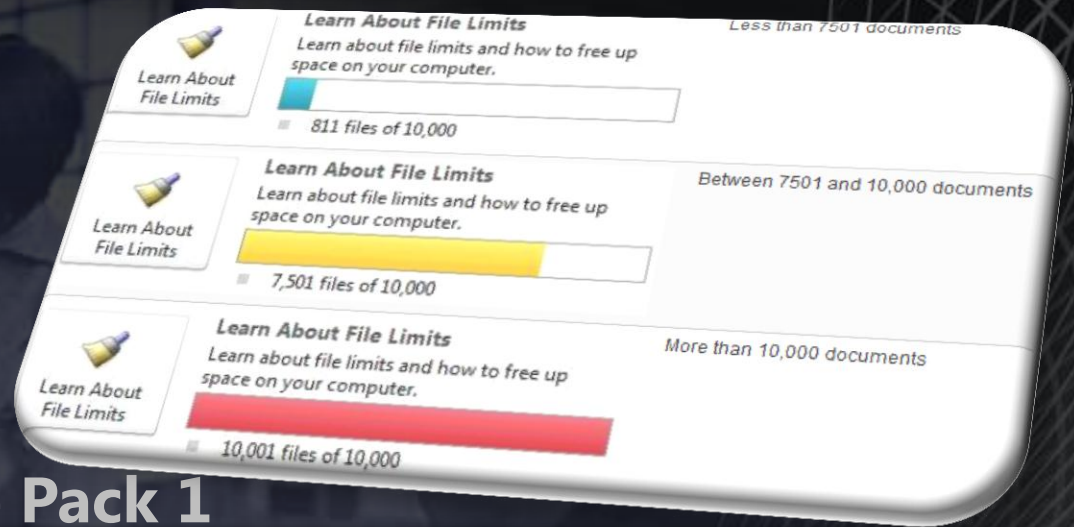 Learn About File Limits
Less than 7501 documents
Learn about file limits and how to free up
space on your computer.
Learn About
File Limits
811 files of 10,000
Learn About File Limits
Between 7501 and 10,000 documents
Learn about file limits and how to free up
space on your computer.
Learn About
File Limits
7,501 files of 10,000
Learn About File Limits
More than 10,000 documents
Learn about file limits and how to free up
space on your computer.
Learn About
File Limits
10,001 files of 10,000
Pack 1